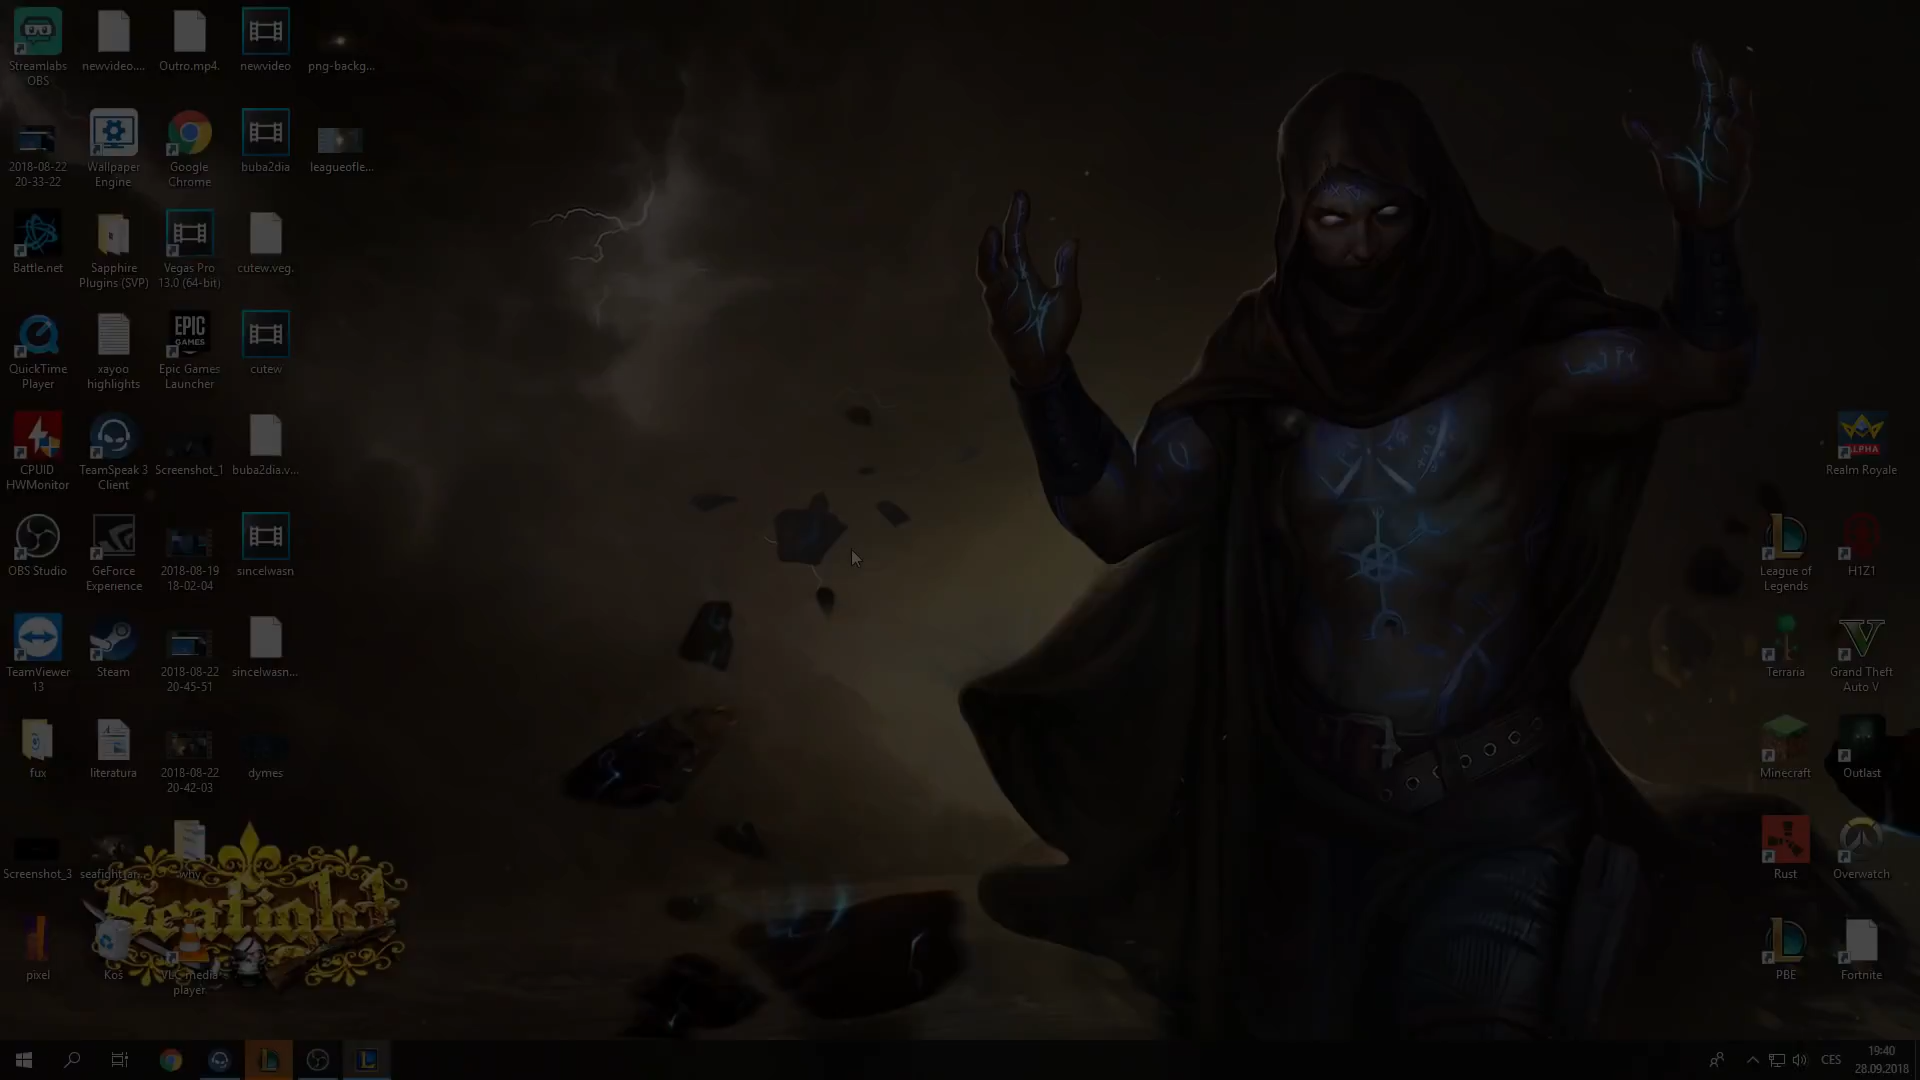 Streamlabs
OBS
newvideo....
Outro.mp4.
newvideo
png-backg...
2018-08-22
20-33-22
Wallpaper
Engine
Google
Chrome
buba2dia
leagueofle...
Battle.net
Sapphire
Plugins (SVP)
Vegas Pro
13.0 (64-bit)
cutew.veg.
QuickTime
Player
xayoo
highlights
EPIC
GAMES
Epic Games
Launcher
cutew
CPUID
HWMonitor
TeamSpeak 3
Client
Screenshot_1
buba2dia.v...
ALPHA
Realm Royale
OBS Studio
GeForce
Experience
2018-08-19
18-02-04
sincelwasn
League of
Legends
H1Z1
TeamViewer
13
Steam
2018-08-22
20-45-51
sincelwasn...
Terraria
Grand Theft
Auto V
fux
literatura
2018-08-22
20-42-03
dymes
Minecraft
Outlast
Screenshot_3
seafight
why
Seafight
Rust
Overwatch
pixel
Koš
VLC media
player
PBE
Fortnite
CES
19:40
28.09.2018